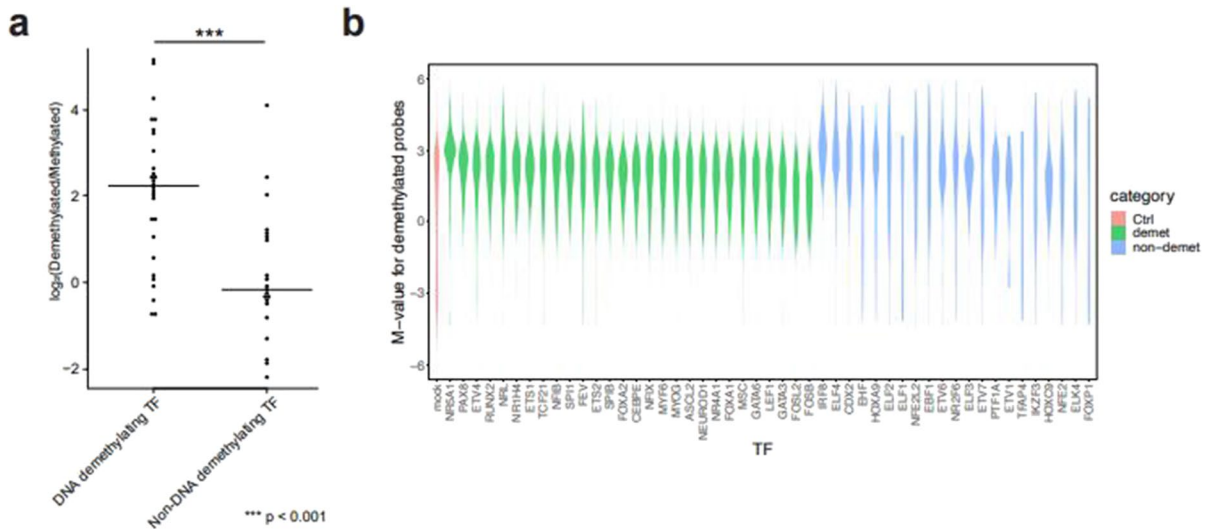 a
***
log₂(Demethylated/Methylated)
4
2
0
−2
DNA demethylating TF
Non-DNA demethylating TF
*** p < 0.001
b
M−value for demethylated probes
6
3
0
−3
−6
mock
NR5A1
PAX8
ETV4
RUNX2
NRL
NR1H4
ETS1
TCF21
NFIB
SPI1
FEV
ETS2
SPIB
FOXA2
CEBPE
NFIX
MYF6
MYOG
ASCL2
NEUROD1
NR4A1
FOXA1
MSC
GATA6
LEF1
GATA3
FOSL2
FOSB
IRF8
ELF4
CDX2
EHF
HOXA9
ELF2
ELF1
NFE2L2
EBF1
ETV6
NR2F6
ELF3
ETV7
PTF1A
ETV1
TFAP4
IKZF3
HOXC9
NFE2
ELK4
FOXP1
TF
category
Ctrl
demet
non−demet